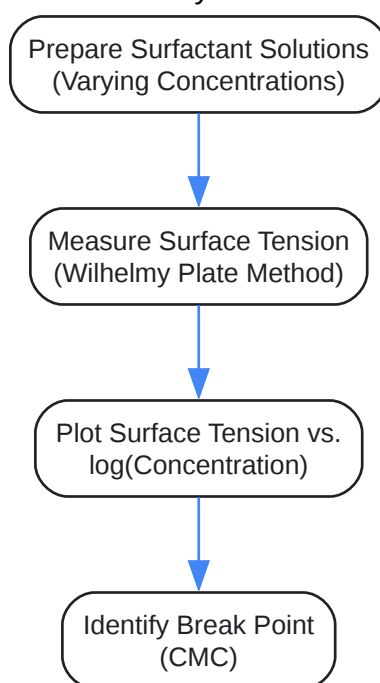 Prepare Surfactant Solutions
(Varying Concentrations)
Measure Surface Tension
(Wilhelmy Plate Method)
Plot Surface Tension vs.
log(Concentration)
Identify Break Point
(CMC)